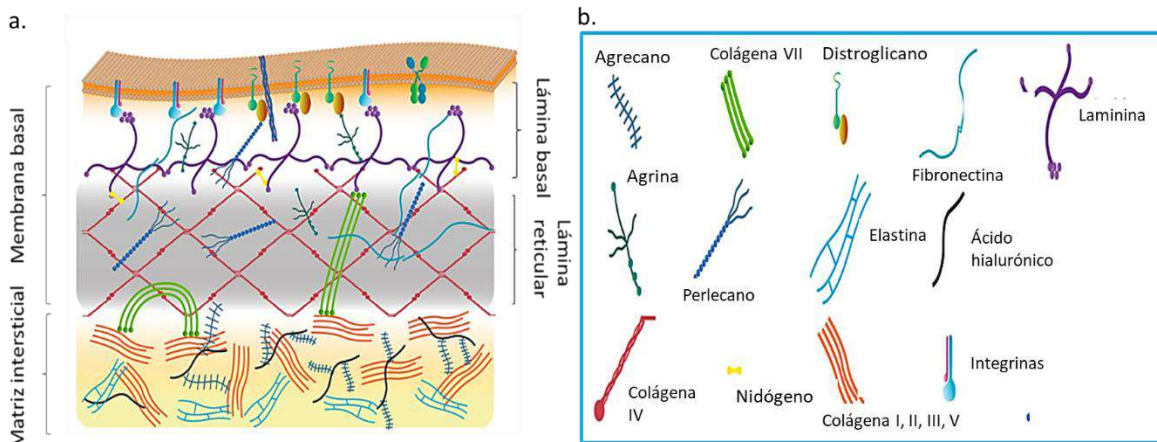 a.
Membrana basal
Matriz intersticial
Lámina basal
Lámina
reticular
b.
Agrecano
Colágena VII
Distroglicano
Laminina
Fibronectina
Agrina
Elastina
Ácido
hialurónico
Perlecano
Colágena
IV
Nidógeno
Colágena I, II, III, V
Integrinas